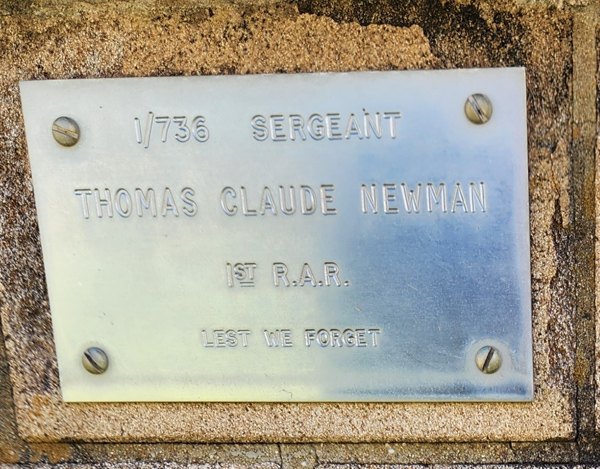 1/736 SERGEANT
THOMAS CLAUDE NEWMAN
1ST R.A.R.
LEST WE FORGET